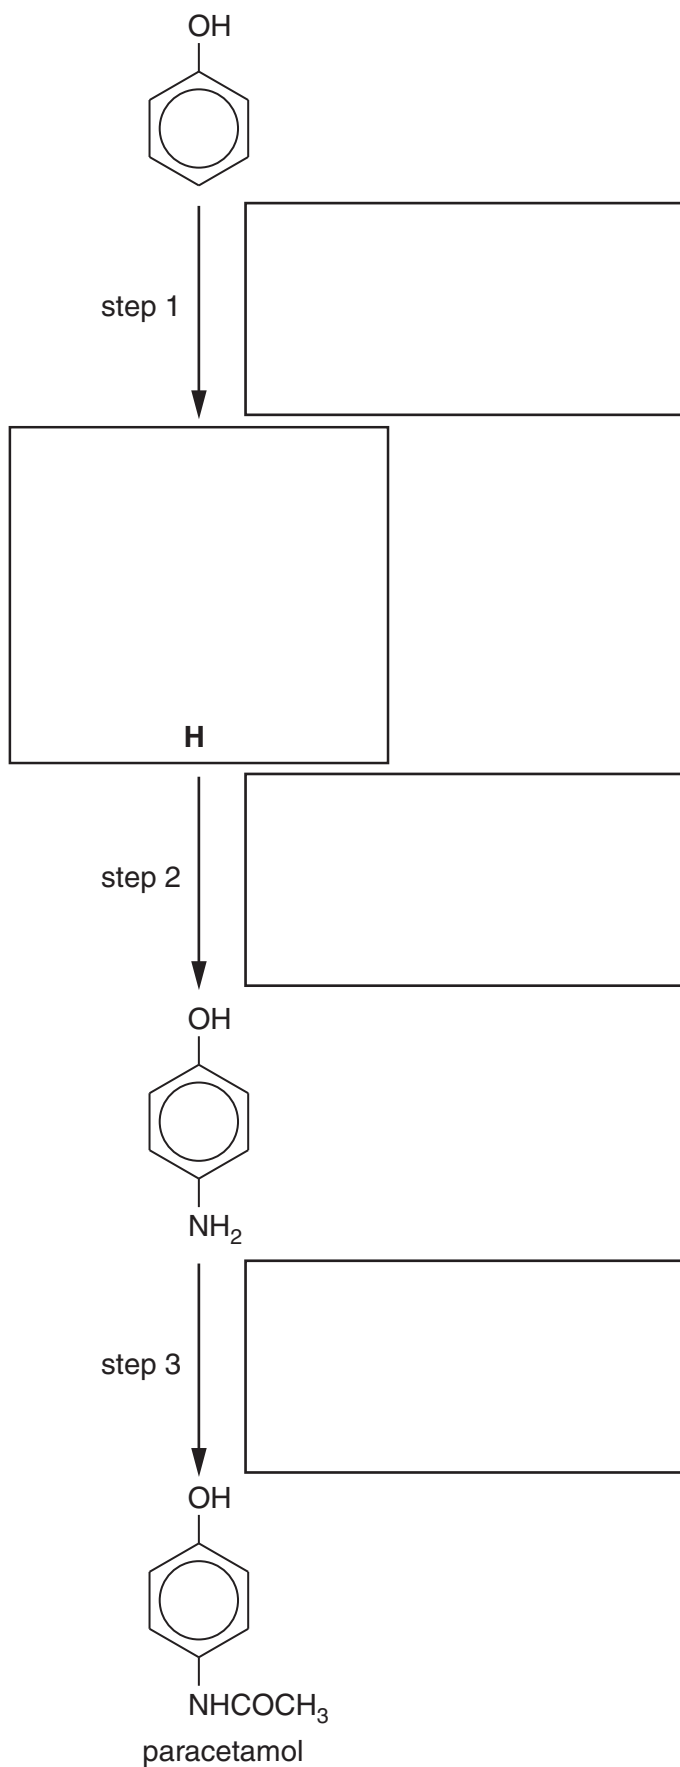 OH
step 1
H
step 2
OH
NH₂
step 3
OH
NHCOCH₃
paracetamol